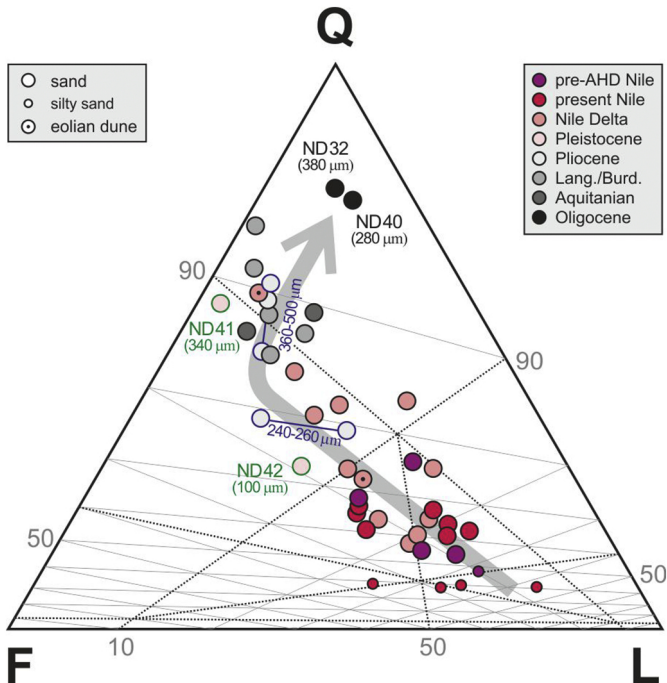 Q
sand
silty sand
eolian dune
pre-AHD Nile
present Nile
Nile Delta
Pleistocene
Pliocene
Lang./Burd.
Aquitanian
Oligocene
ND32
(380 μm)
ND40
(280 μm)
90
ND41
(340 μm)
360-500 μm
90
240-260 μm
ND42
(100 μm)
50
50
F
10
50
L